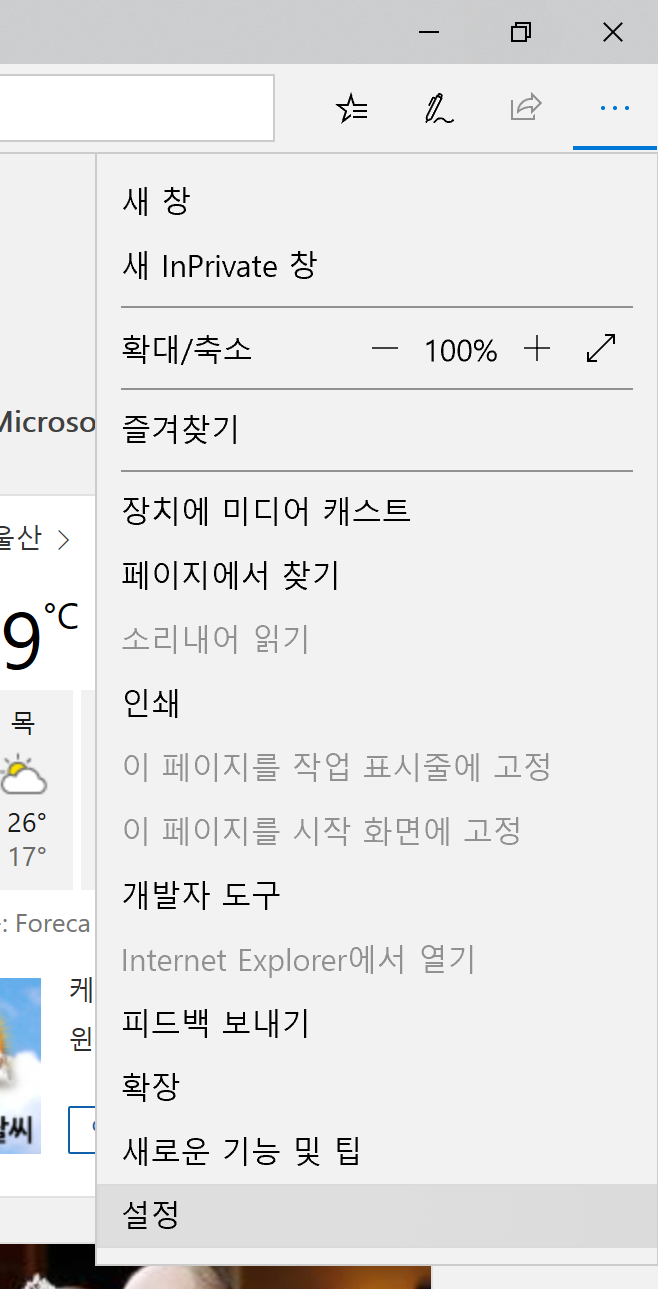 새 창
새 InPrivate 창
확대/축소 100%
Microso
즐겨찾기
울산
장치에 미디어 캐스트
페이지에서 찾기
9°C
소리내어 읽기
목
인쇄
이 페이지를 작업 표시줄에 고정
26°
이 페이지를 시작 화면에 고정
17°
개발자 도구
: Foreca
Internet Explorer에서 열기
케
피드백 보내기
윈
확장
날씨
새로운 기능 및 팁
설정